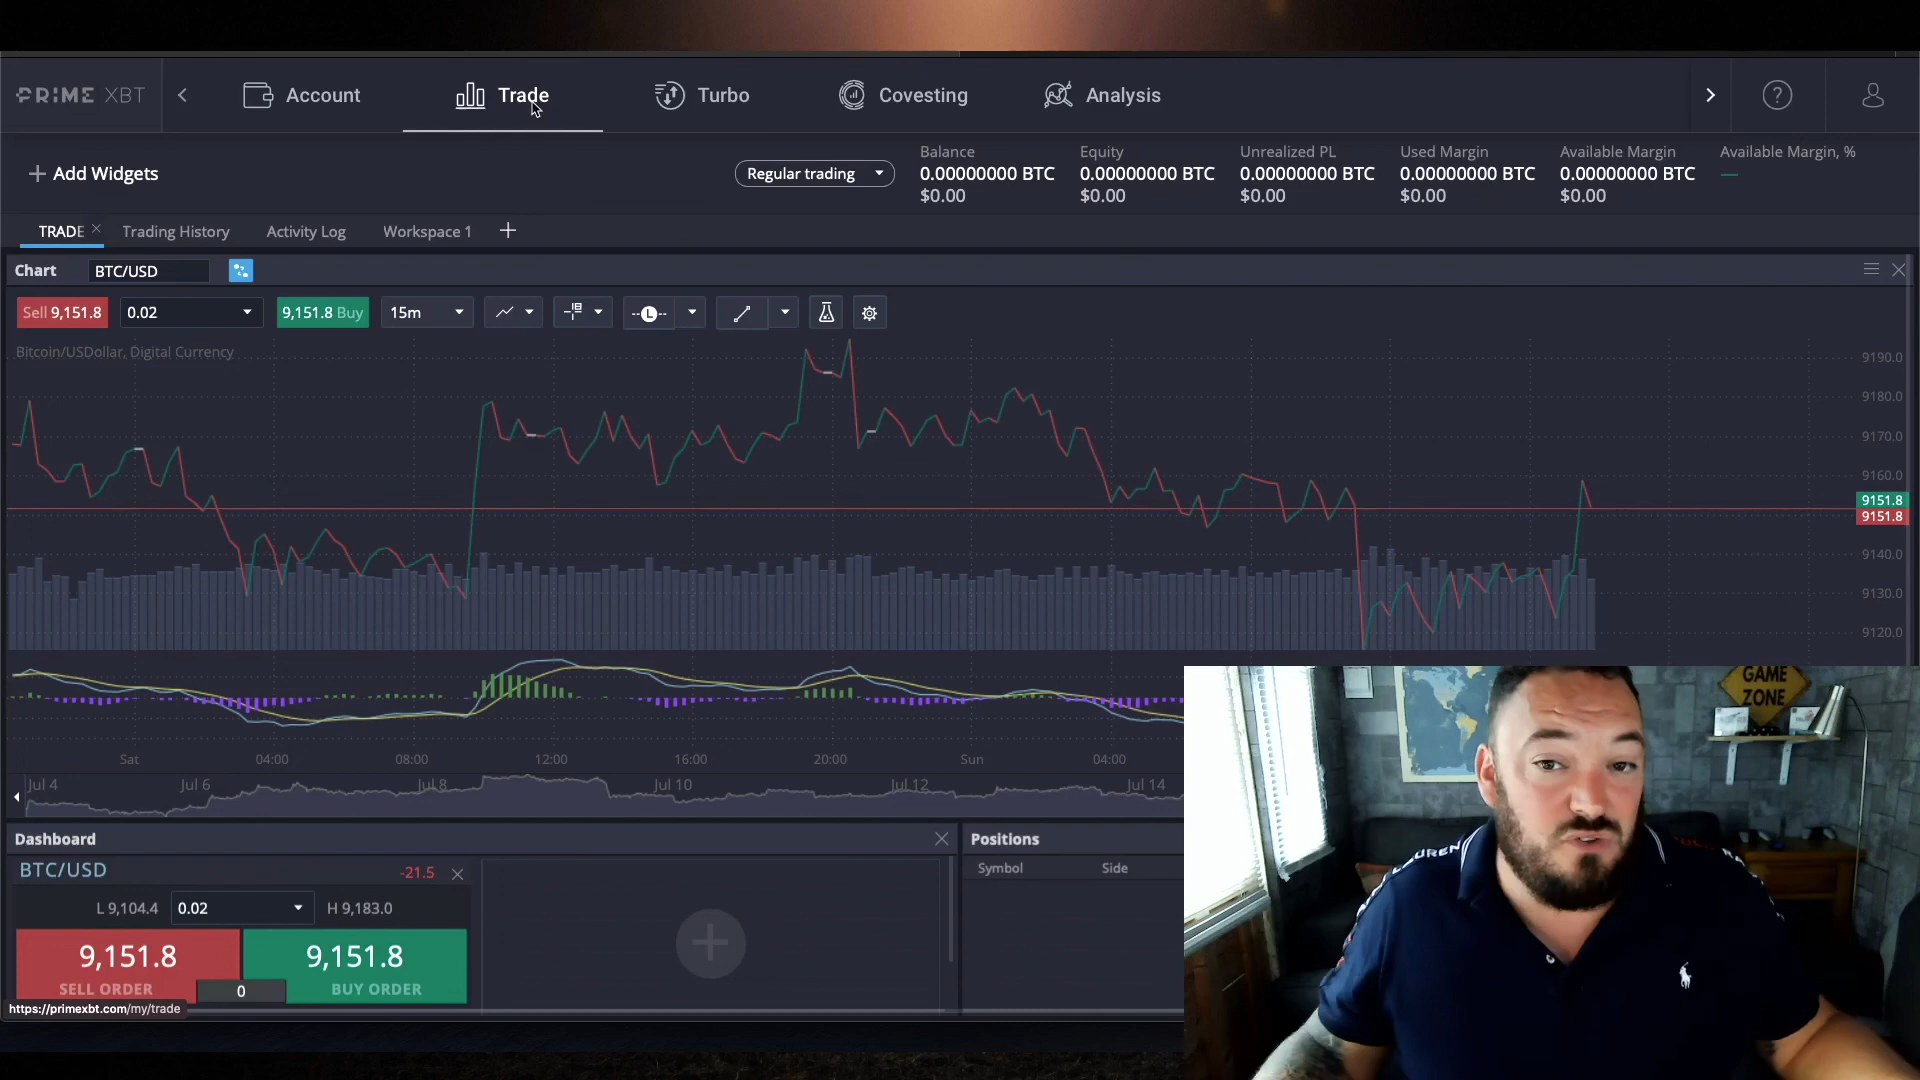 PRIME XBT
Account
Trade
Turbo
Covesting
Analysis
?
+ Add Widgets
Regular trading
Balance
0.00000000 BTC
$0.00
Equity
0.00000000 BTC
$0.00
Unrealized PL
0.00000000 BTC
$0.00
Used Margin
0.00000000 BTC
$0.00
Available Margin
0.00000000 BTC
$0.00
Available Margin, %
—
TRADE
Trading History
Activity Log
Workspace 1
Chart
BTC/USD
Sell 9,151.8
0.02
9,151.8 Buy
15m
L
Bitcoin/USDollar, Digital Currency
9190.0
9180.0
9170.0
9160.0
9151.8
9151.8
9140.0
9130.0
9120.0
Sat
04:00
08:00
12:00
16:00
20:00
Sun
04:00
Jul 4
Jul 6
Jul 8
Jul 10
Jul 12
Jul 14
Dashboard
BTC/USD
-21.5
L 9,104.4
0.02
H 9,183.0
9,151.8
SELL ORDER
0
9,151.8
BUY ORDER
Positions
Symbol
Side
https://primexbt.com/my/trade
GAME
ZONE